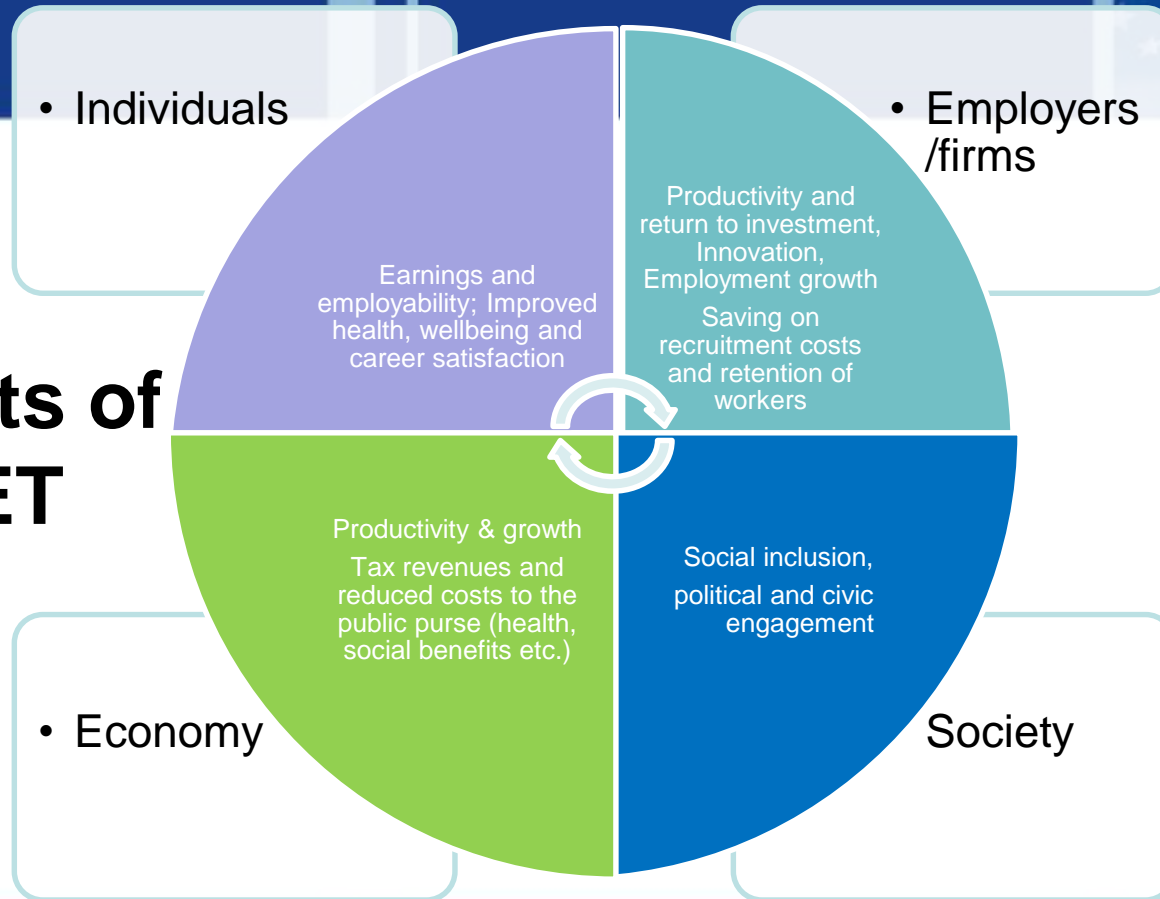 • Individuals
• Employers
/firms
Earnings and
employability; Improved
health, wellbeing and
career satisfaction
Productivity and
return to investment,
Innovation,
Employment growth
Saving on
recruitment costs
and retention of
workers
ts of
ET
Productivity & growth
Tax revenues and
reduced costs to the
public purse (health,
social benefits etc.)
Social inclusion,
political and civic
engagement
• Economy
Society